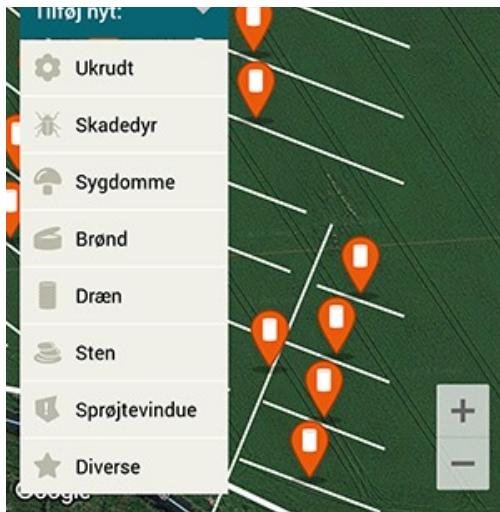 Tilføj nyt:
Ukrudt
Skadedyr
Sygdomme
Brønd
Dræn
Sten
Sprøjtevindue
Diverse
+
−
Google